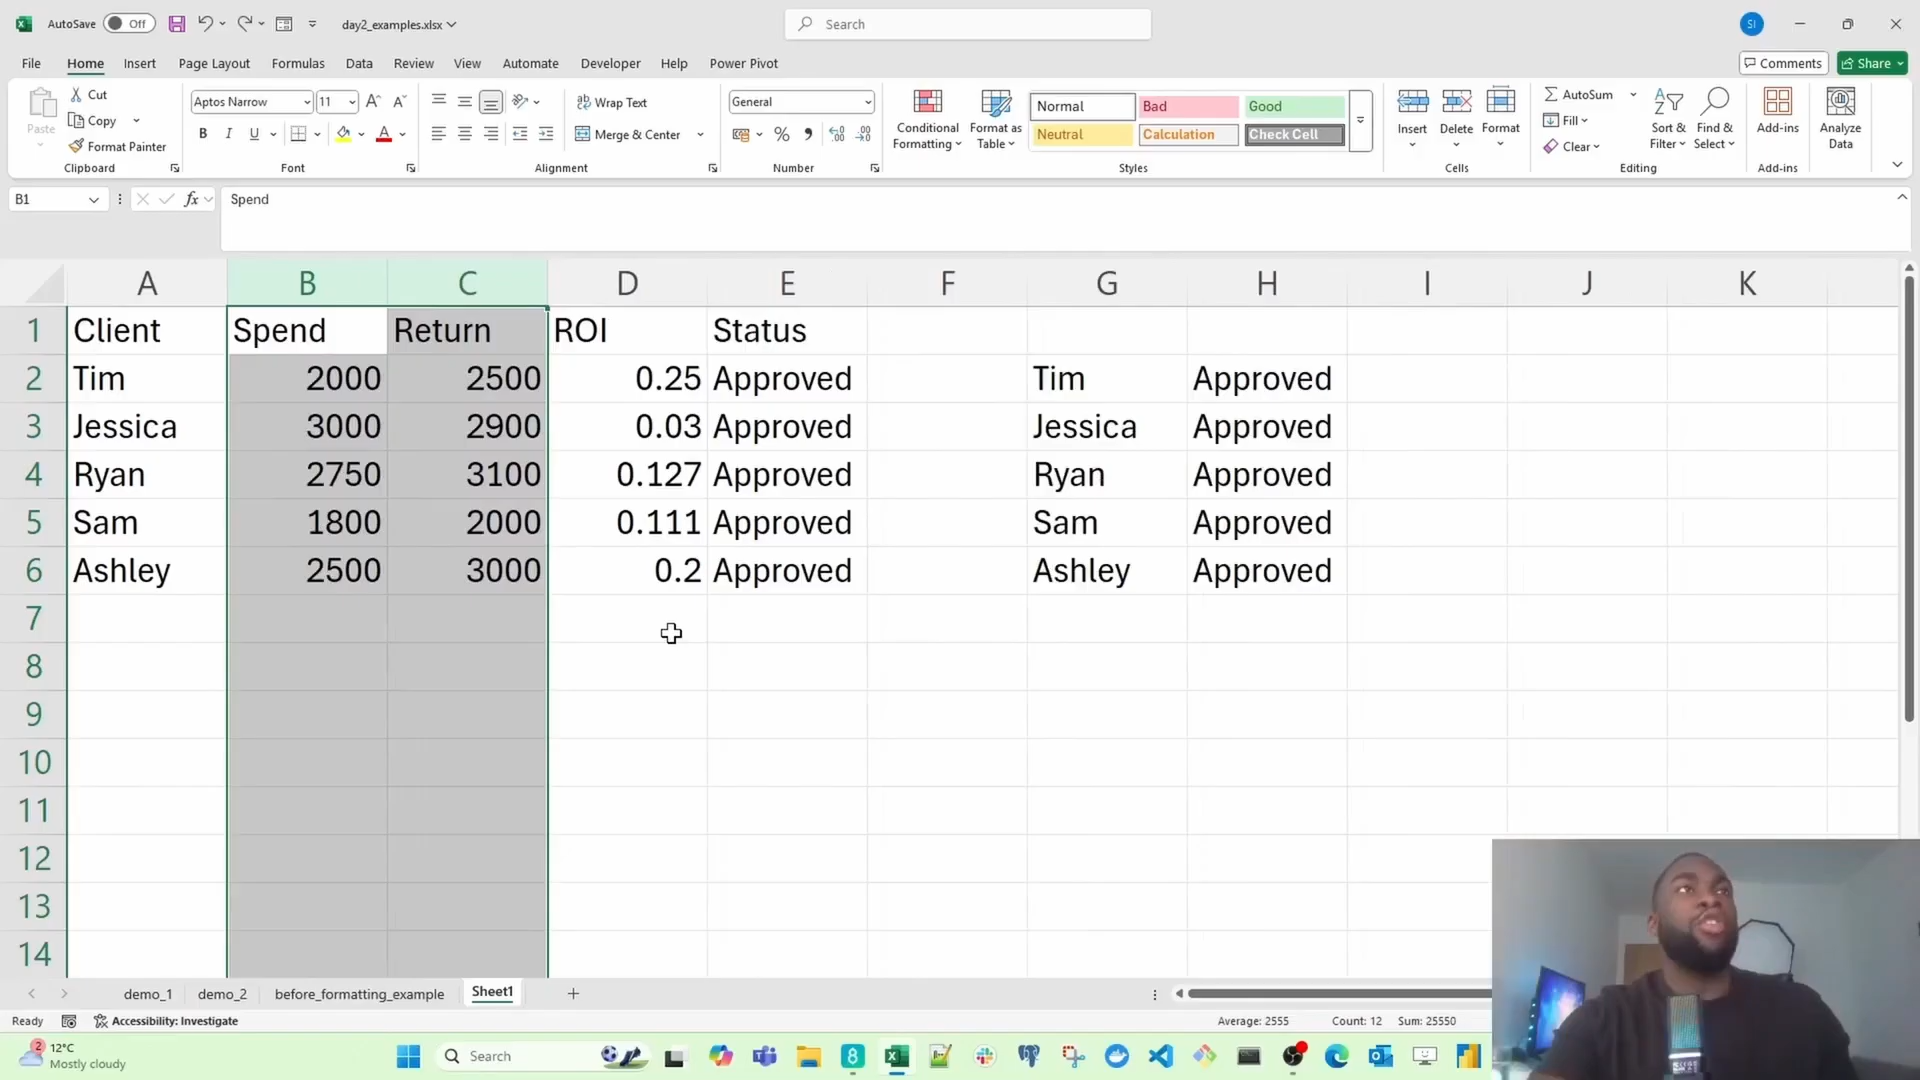 AutoSave Off day2_examples.xlsx Search SI
File Home Insert Page Layout Formulas Data Review View Automate Developer Help Power Pivot Comments Share
Paste Cut Copy Format Painter Clipboard
Aptos Narrow 11 B I U A Font
Wrap Text Merge & Center Alignment
General % Number
Conditional Formatting Format as Table Normal Bad Good Neutral Calculation Check Cell Styles
Insert Delete Format Cells
AutoSum Fill Clear Sort & Filter Find & Select Editing
Add-ins Add-ins
Analyze Data
B1 fx Spend
A B C D E F G H I J K
1 Client Spend Return ROI Status
2 Tim 2000 2500 0.25 Approved Tim Approved
3 Jessica 3000 2900 0.03 Approved Jessica Approved
4 Ryan 2750 3100 0.127 Approved Ryan Approved
5 Sam 1800 2000 0.111 Approved Sam Approved
6 Ashley 2500 3000 0.2 Approved Ashley Approved
7
8
9
10
11
12
13
14
demo_1 demo_2 before_formatting_example Sheet1
Ready Accessibility: Investigate Average: 2555 Count: 12 Sum: 25550
2 12°C Search 8
Mostly cloudy